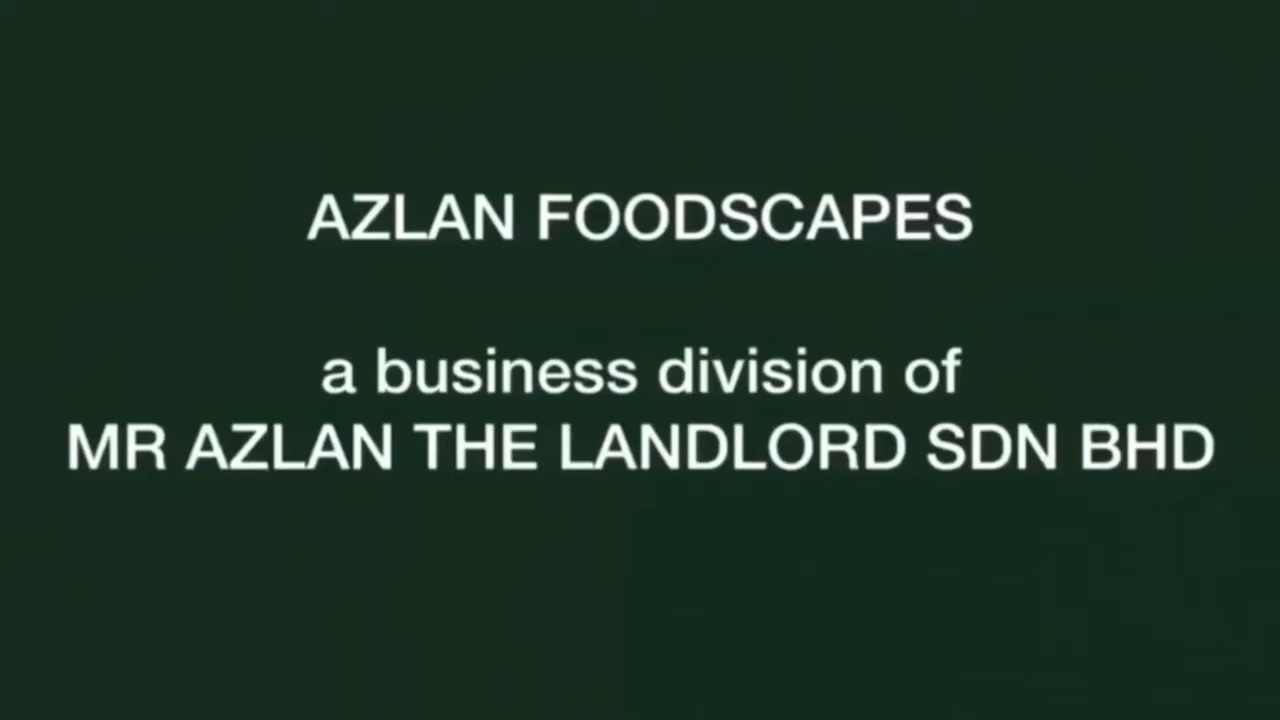 AZLAN FOODSCAPES
a business division of
MR AZLAN THE LANDLORD SDN BHD